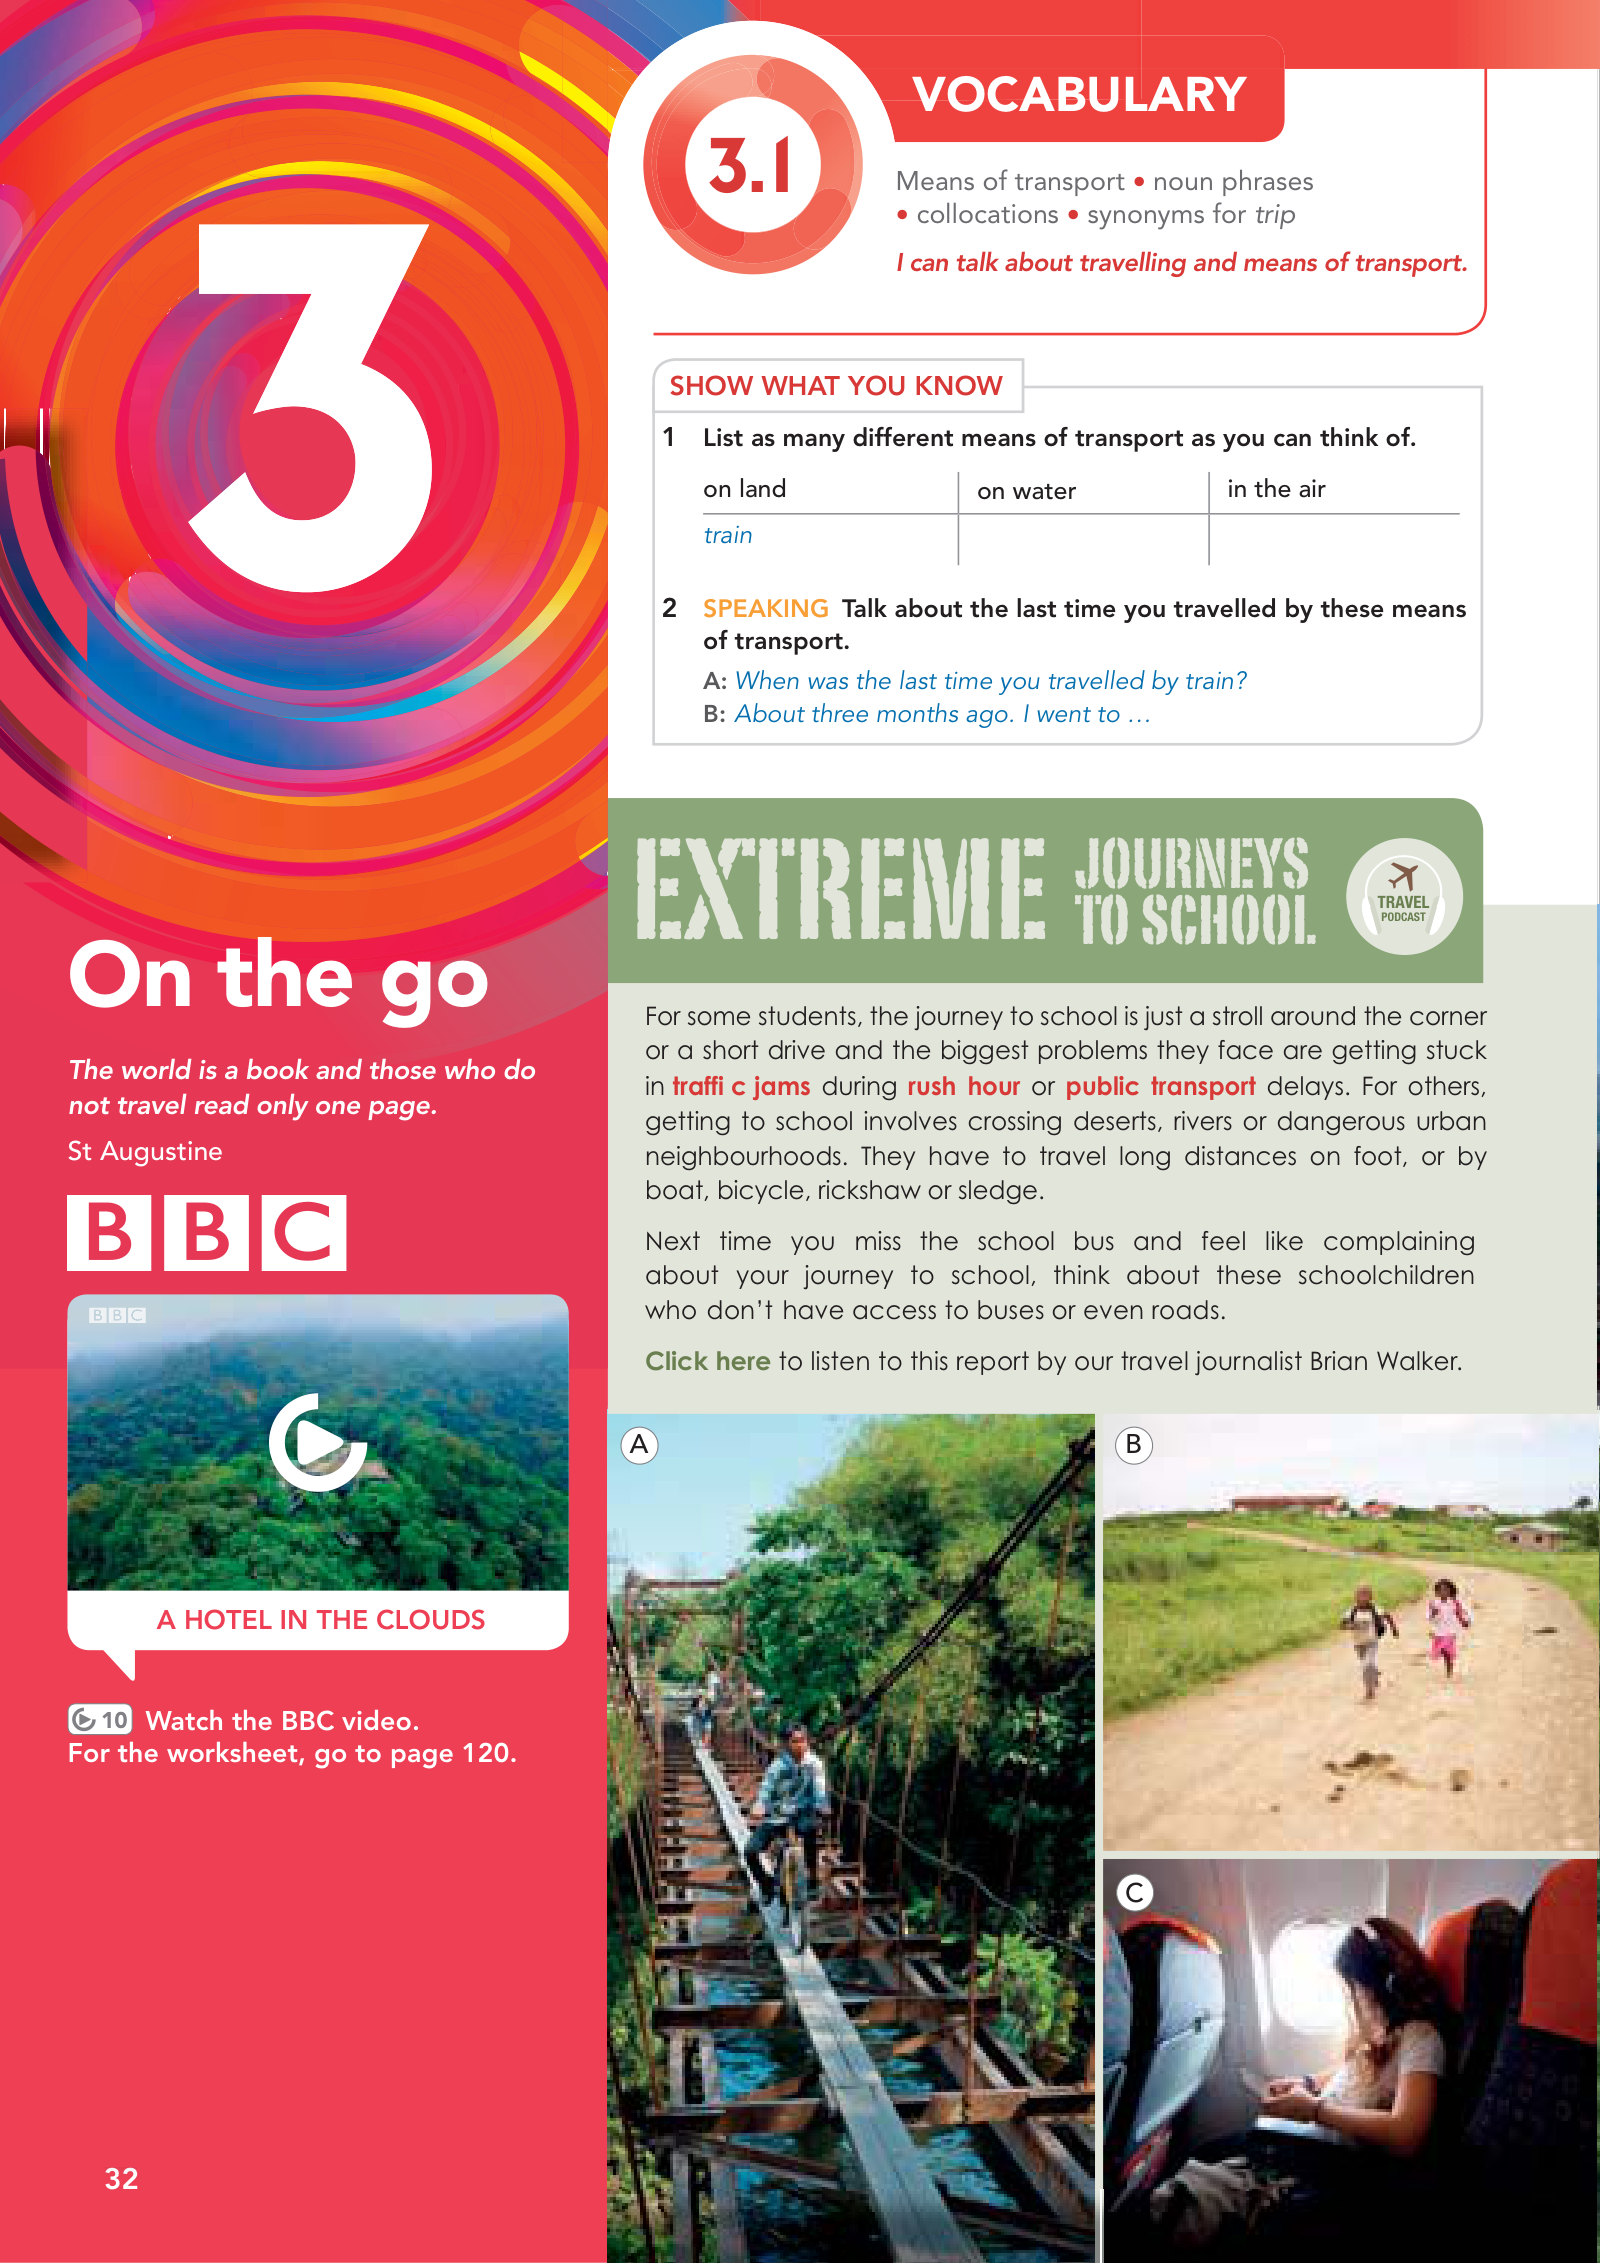 3
On the go
The world is a book and those who do
not travel read only one page.
St Augustine
BBC
BBC
A HOTEL IN THE CLOUDS
10 Watch the BBC video.
For the worksheet, go to page 120.
32
3.1
VOCABULARY
Means of transport • noun phrases
• collocations • synonyms for trip
I can talk about travelling and means of transport.
SHOW WHAT YOU KNOW
1 List as many different means of transport as you can think of.
on land on water in the air
train
2 SPEAKING Talk about the last time you travelled by these means
of transport.
A: When was the last time you travelled by train?
B: About three months ago. I went to …
EXTREME JOURNEYS
TO SCHOOL
TRAVEL
PODCAST
For some students, the journey to school is just a stroll around the corner
or a short drive and the biggest problems they face are getting stuck
in traffi c jams during rush hour or public transport delays. For others,
getting to school involves crossing deserts, rivers or dangerous urban
neighbourhoods. They have to travel long distances on foot, or by
boat, bicycle, rickshaw or sledge.
Next time you miss the school bus and feel like complaining
about your journey to school, think about these schoolchildren
who don't have access to buses or even roads.
Click here to listen to this report by our travel journalist Brian Walker.
A
B
C